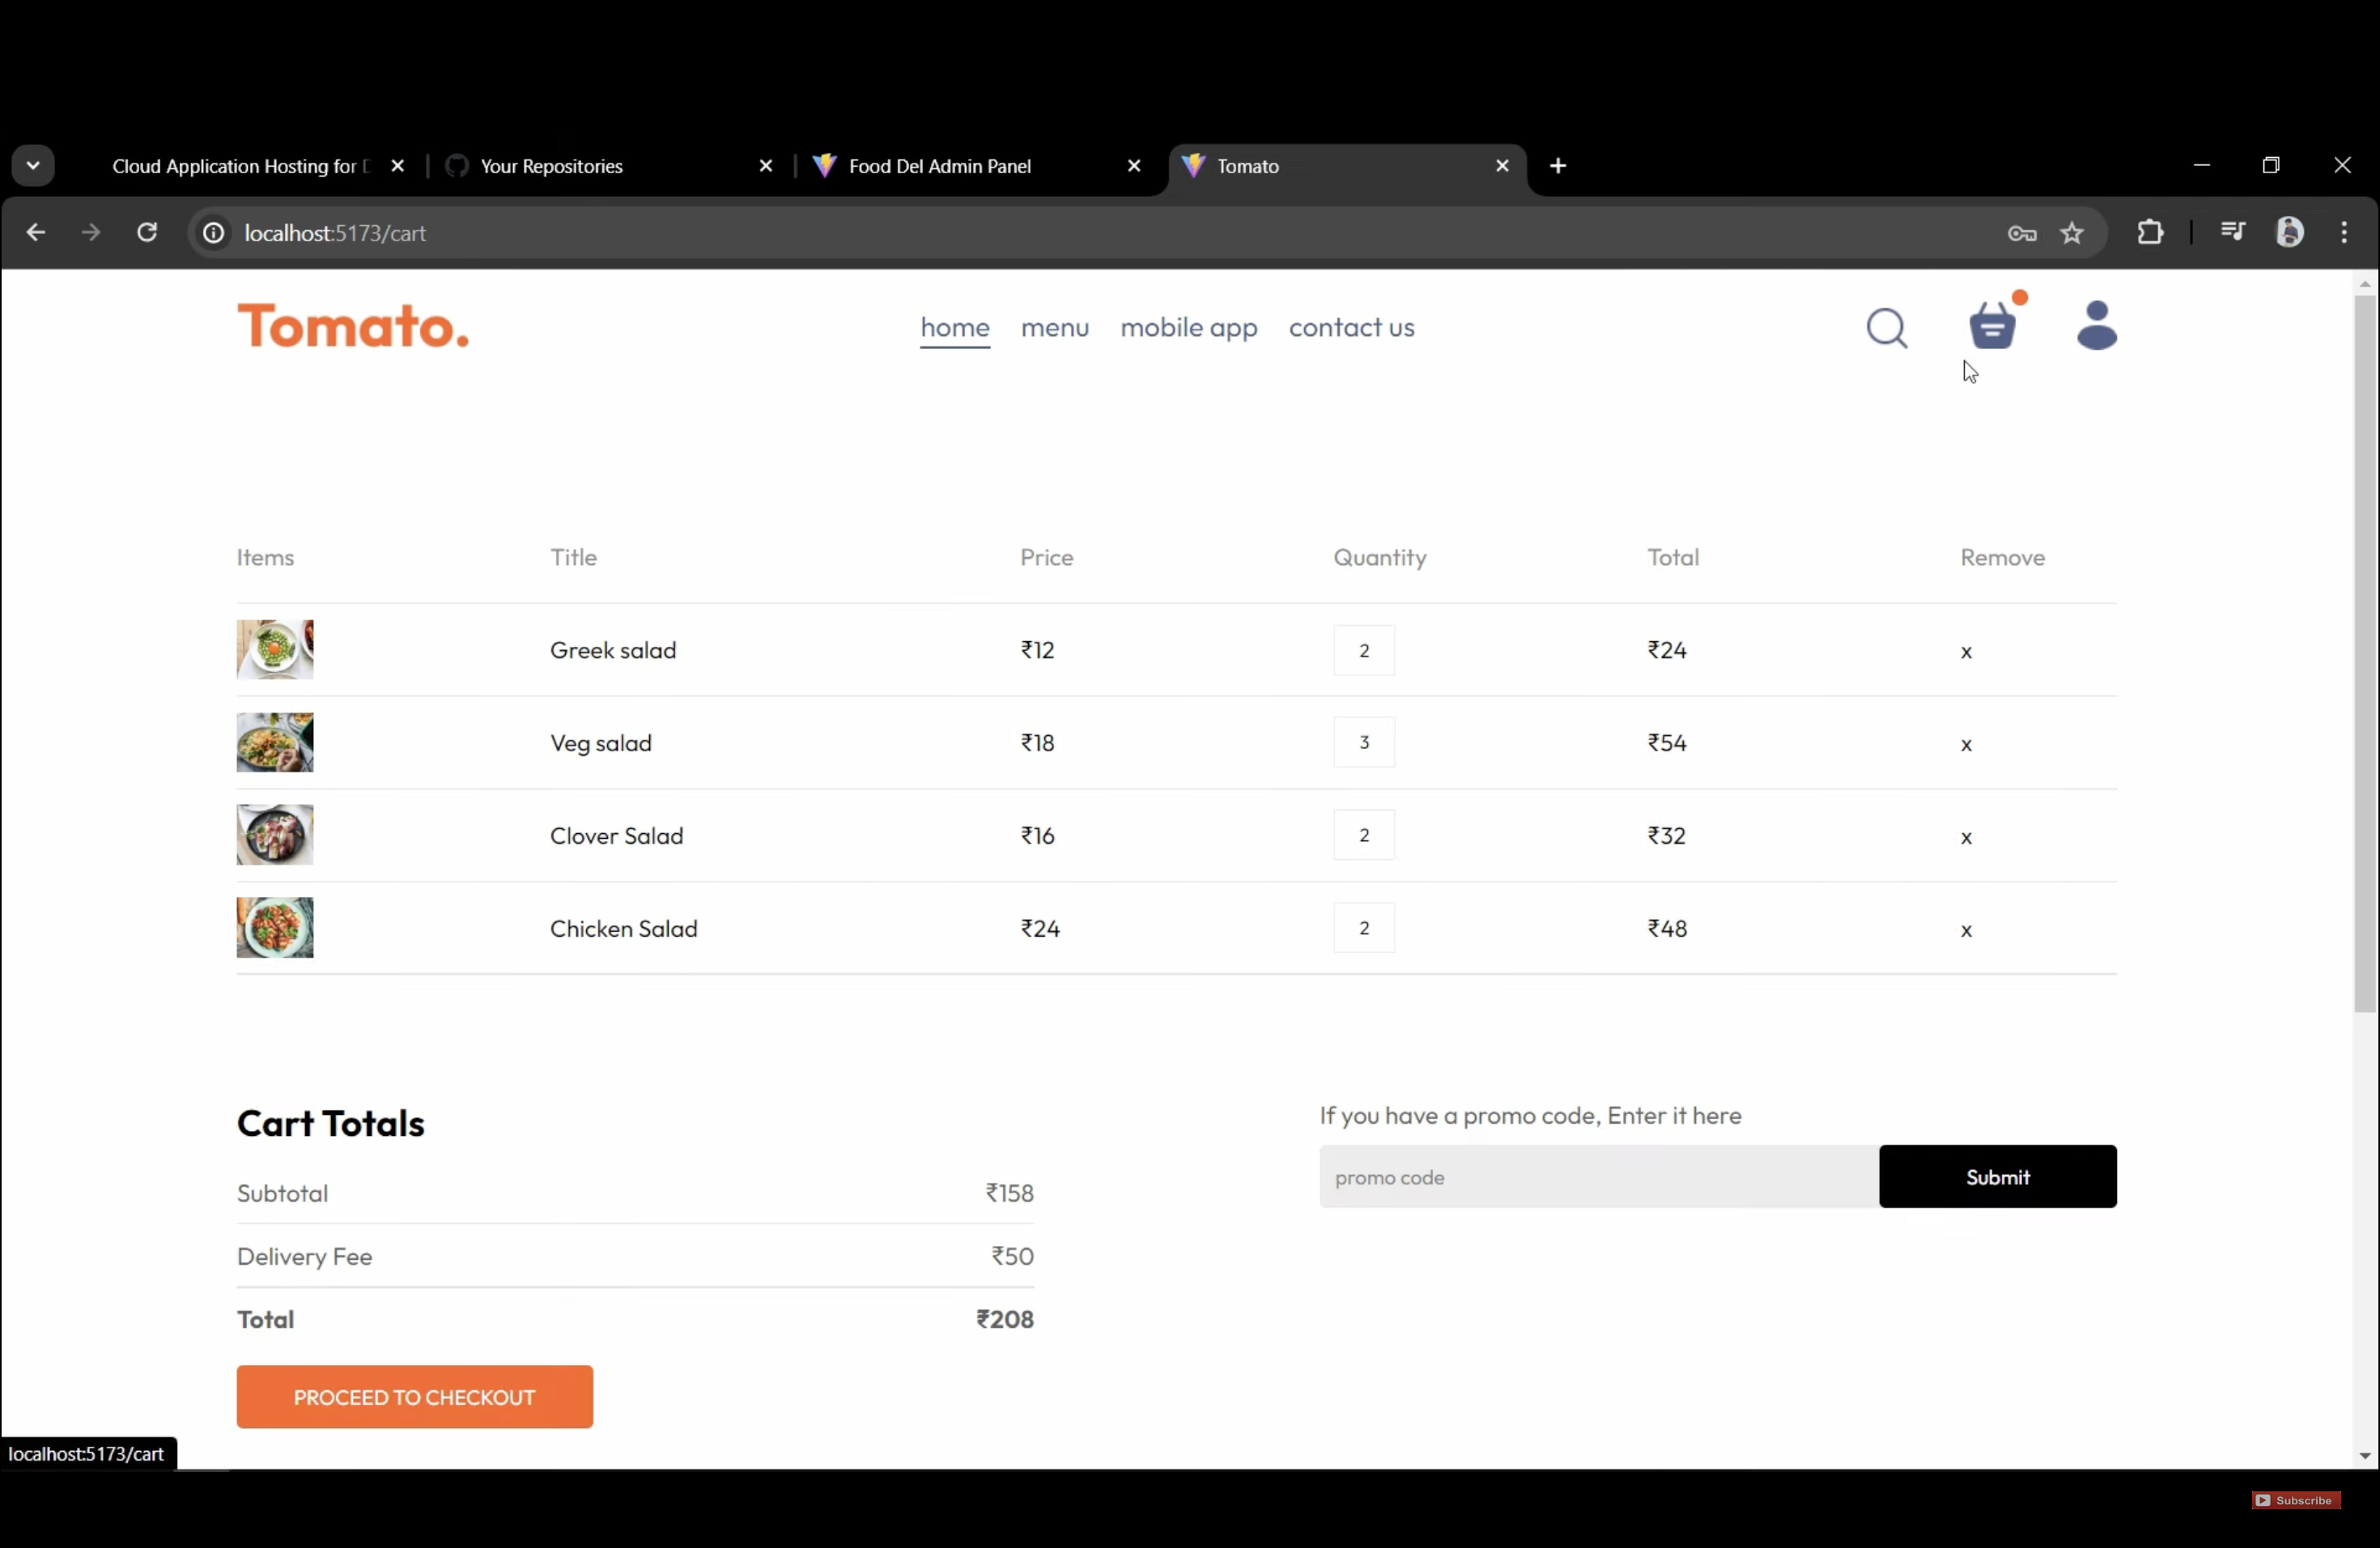 Cloud Application Hosting for D
Your Repositories
Food Del Admin Panel
Tomato
localhost:5173/cart
Tomato.
home menu mobile app contact us
Items Title Price Quantity Total Remove
Greek salad ₹12 2 ₹24 x
Veg salad ₹18 3 ₹54 x
Clover Salad ₹16 2 ₹32 x
Chicken Salad ₹24 2 ₹48 x
Cart Totals
Subtotal ₹158
Delivery Fee ₹50
Total ₹208
PROCEED TO CHECKOUT
If you have a promo code, Enter it here
promo code Submit
localhost:5173/cart
Subscribe